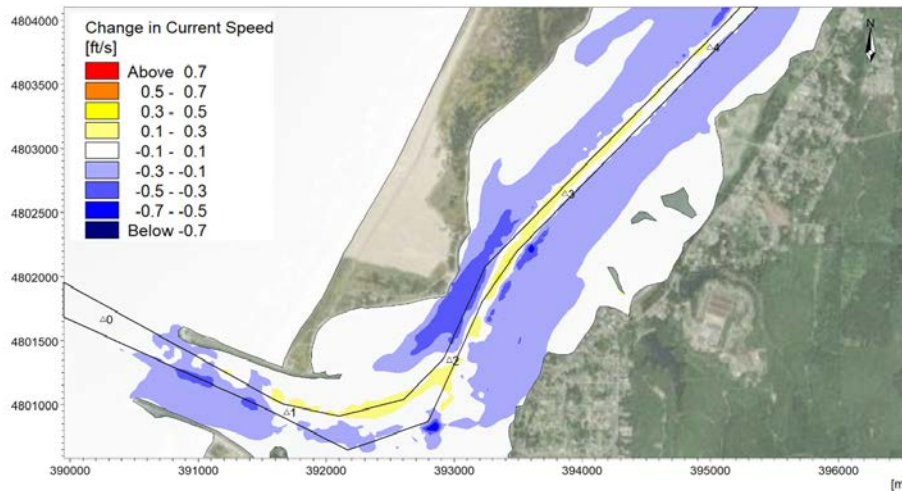 4804000
4803500
4803000
4802500
4802000
4801500
4801000
Change in Current Speed
[ft/s]
Above 0.7
0.5 - 0.7
0.3 - 0.5
0.1 - 0.3
-0.1 - 0.1
-0.3 - -0.1
-0.5 - -0.3
-0.7 - -0.5
Below -0.7
N
4
3
2
1
0
390000 391000 392000 393000 394000 395000 396000
[m